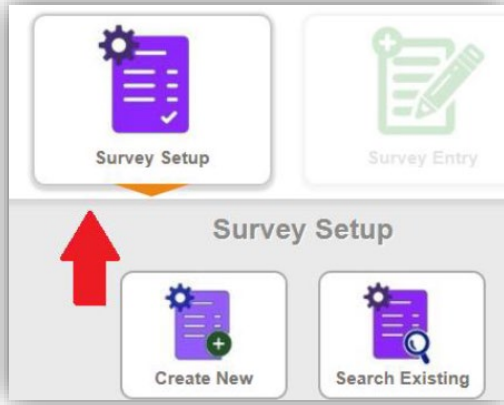 Survey Setup
Survey Entry
Survey Setup
Create New
Search Existing